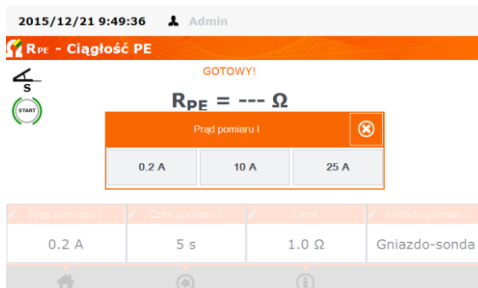 2015/12/21 9:49:36 Admin
RPE - Ciągłość PE
S
GOTOWY!
START
RPE = --- Ω
Prąd pomiaru I
0.2 A 10 A 25 A
Prąd pomiaru I Czas pomiaru t Limit Metoda pomiaru
0.2 A 5 s 1.0 Ω Gniazdo-sonda